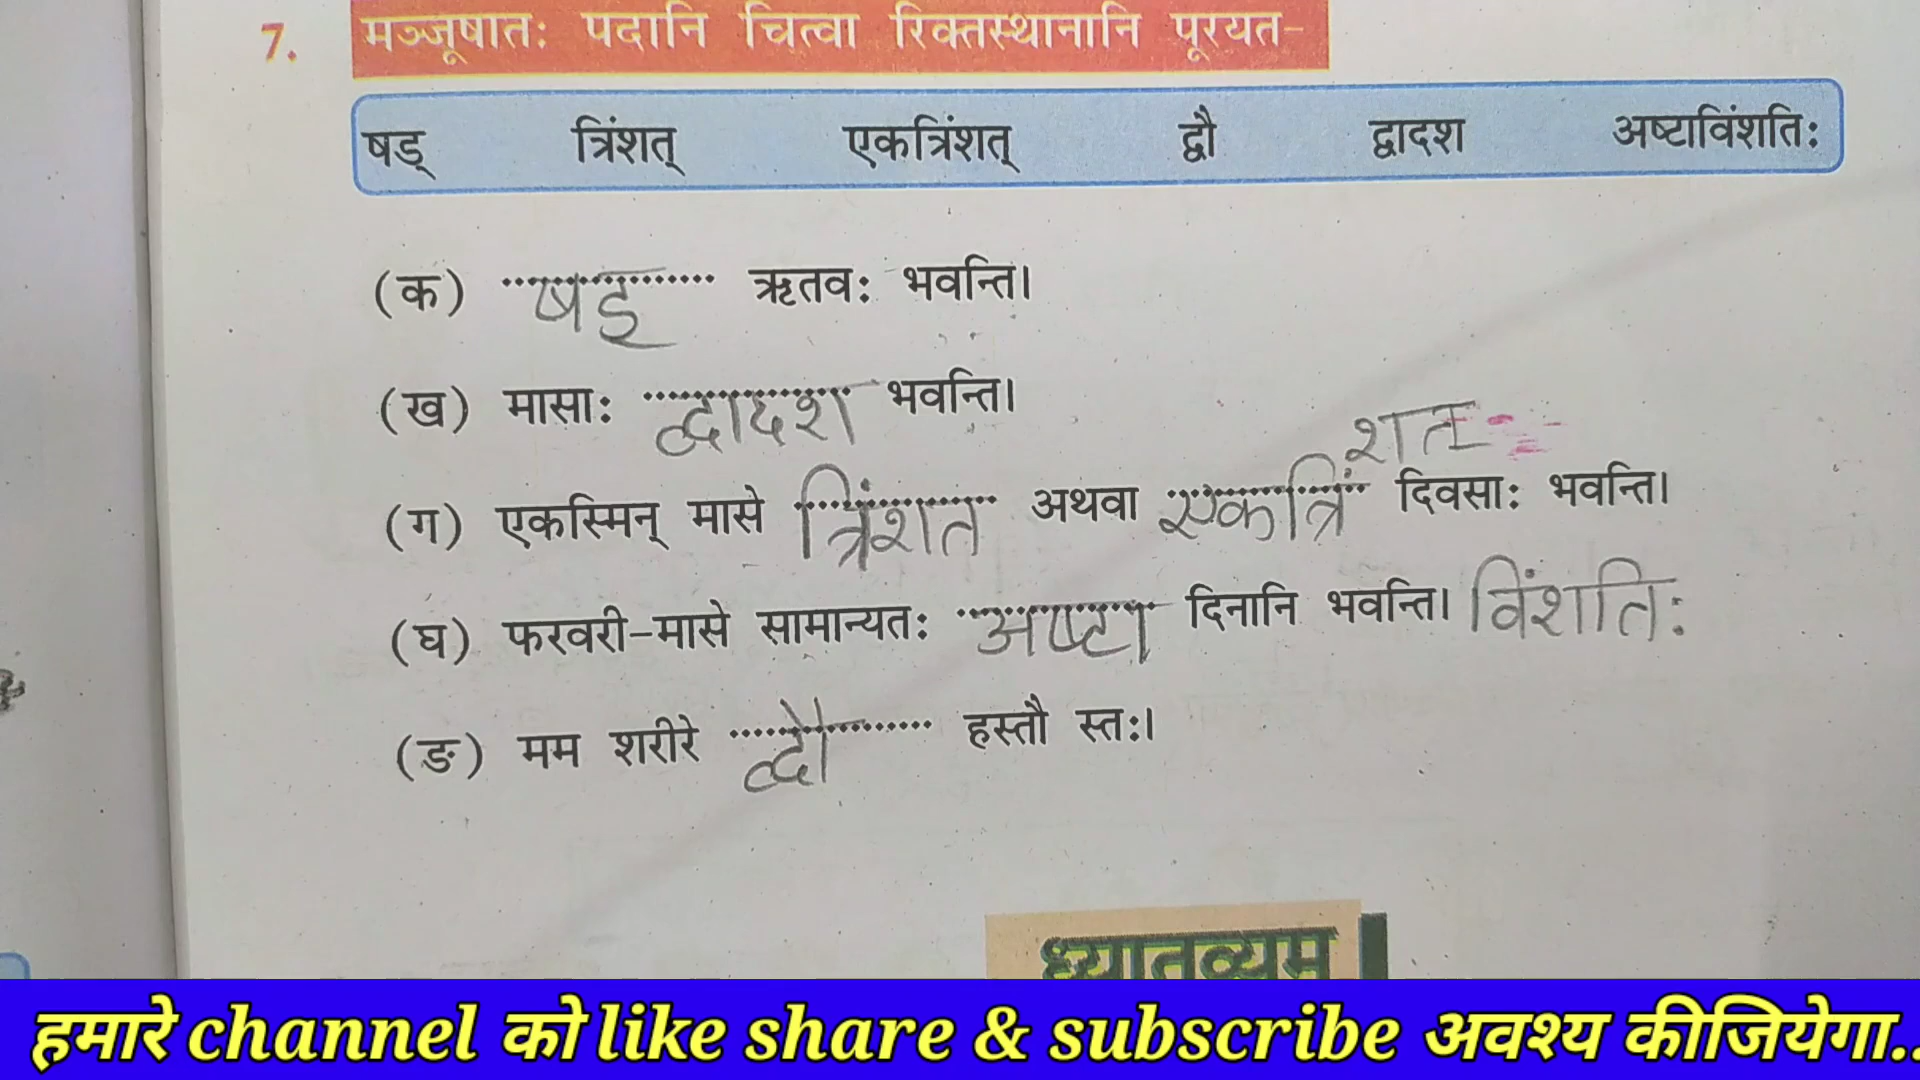 7. मञ्जूषातः पदानि चित्वा रिक्तस्थानानि पूरयत-
षड् त्रिंशत् एकत्रिंशत् द्वौ द्वादश अष्टाविंशतिः
(क) षड् ऋतवः भवन्ति।
(ख) मासाः द्वादश भवन्ति।
शत्
(ग) एकस्मिन् मासे त्रिंशत अथवा एकत्रिं दिवसाः भवन्ति।
(घ) फरवरी-मासे सामान्यतः अष्टा दिनानि भवन्ति। विंशतिः
(ङ) मम शरीरे द्वौ हस्तौ स्तः।
ध्यातव्यम
हमारे channel को like share & subscribe अवश्य कीजियेगा..